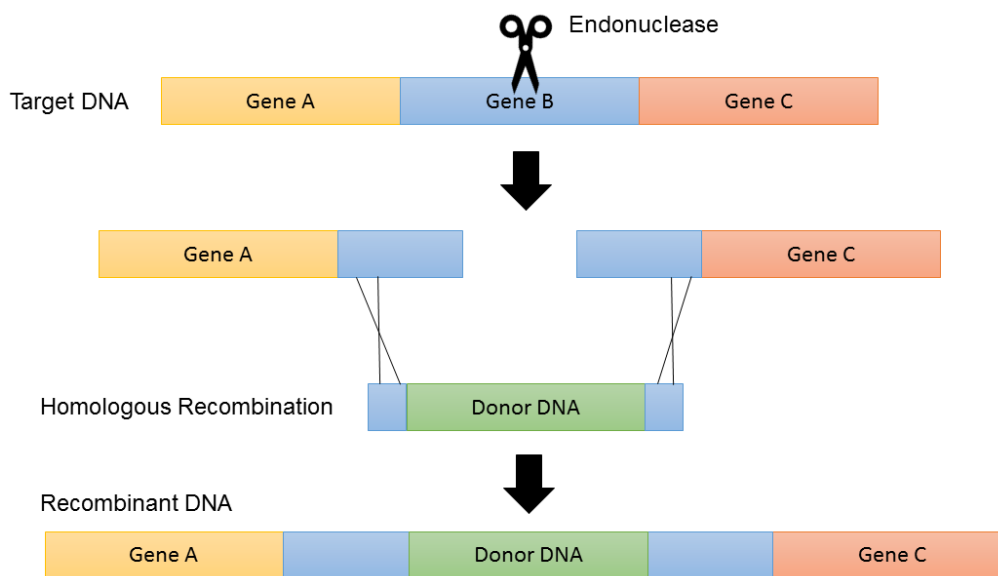 Endonuclease
Target DNA
Gene A
Gene B
Gene C
Gene A
Gene C
Homologous Recombination
Donor DNA
Recombinant DNA
Gene A
Donor DNA
Gene C